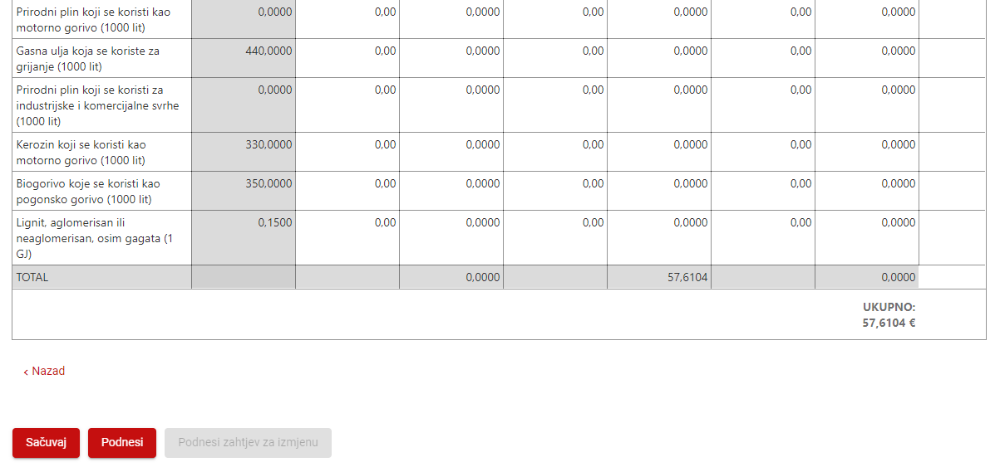 Prirodni plin koji se koristi kao 0,0000 0,00 0,0000 0,00 0,0000 0,00 0,0000
motorno gorivo (1000 lit)
Gasna ulja koja se koriste za 440,0000 0,00 0,0000 0,00 0,0000 0,00 0,0000
grijanje (1000 lit)
Prirodni plin koji se koristi za 0,0000 0,00 0,0000 0,00 0,0000 0,00 0,0000
industrijske i komercijalne svrhe
(1000 lit)
Kerozin koji se koristi kao 330,0000 0,00 0,0000 0,00 0,0000 0,00 0,0000
motorno gorivo (1000 lit)
Biogorivo koje se koristi kao 350,0000 0,00 0,0000 0,00 0,0000 0,00 0,0000
pogonsko gorivo (1000 lit)
Lignit, aglomerisan ili 0,1500 0,00 0,0000 0,00 0,0000 0,00 0,0000
neaglomerisan, osim gagata (1
GJ)
TOTAL 0,0000 57,6104 0,0000
UKUPNO:
57,6104 €
‹ Nazad
Sačuvaj Podnesi Podnesi zahtjev za izmjenu